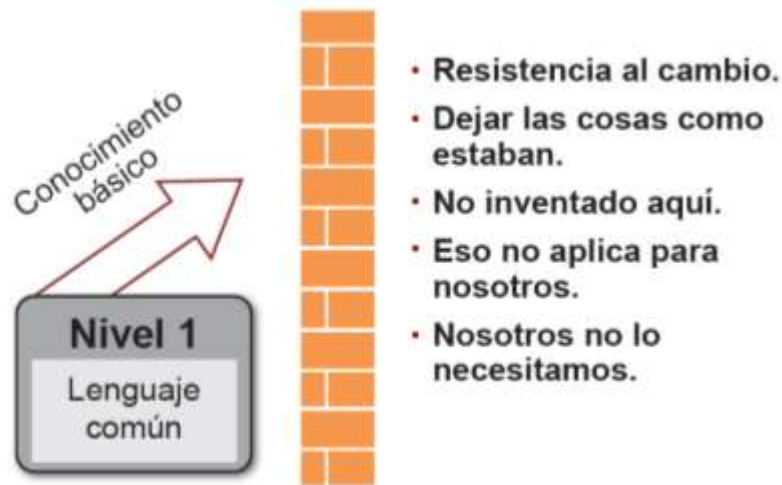 Conocimiento
básico
Nivel 1
Lenguaje
común
• Resistencia al cambio.
• Dejar las cosas como
estaban.
• No inventado aquí.
• Eso no aplica para
nosotros.
• Nosotros no lo
necesitamos.